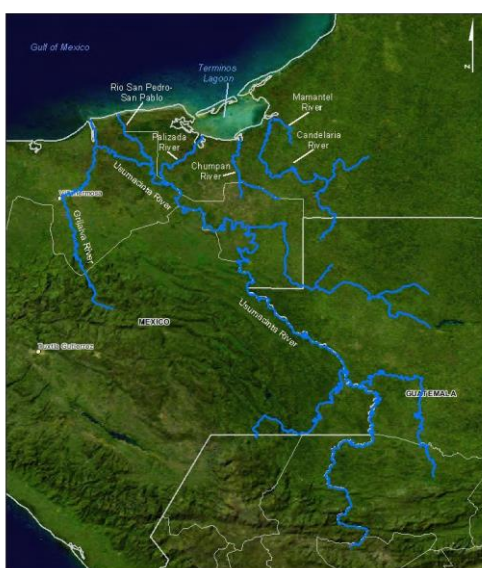 Gulf of Mexico
Terminos
Lagoon
N
Rio San Pedro-
San Pablo
Mamantel
River
Palizada
River
Candelaria
River
Chumpan
River
Usumacinta River
Grijalva River
Usumacinta River
MEXICO
Tuxtla Gutierrez
GUATEMALA